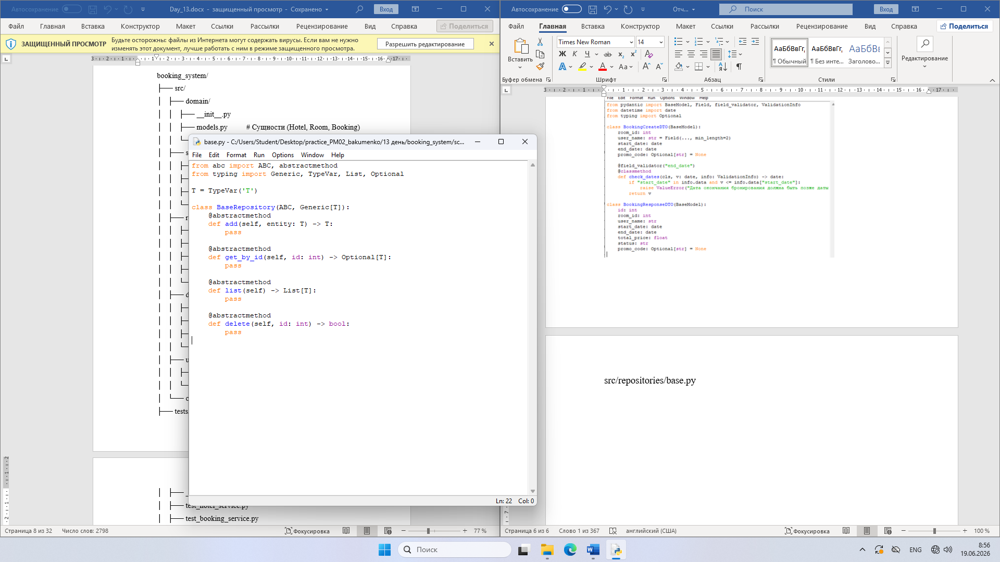 Автосохранение
Day_13.docx - защищенный просмотр - Сохранено
Вход
Файл Главная Вставка Конструктор Макет Ссылки Рассылки Рецензирование Вид Справка Поделиться
ЗАЩИЩЕННЫЙ ПРОСМОТР
Будьте осторожны: файлы из Интернета могут содержать вирусы. Если вам не нужно
изменять этот документ, лучше работать с ним в режиме защищенного просмотра.
Разрешить редактирование
booking_system/
├── src/
│ ├── domain/
│ │ ├── __init__.py
│ │ ├── models.py # Сущности (Hotel, Room, Booking)
├── tests
test_booking_service.py
Страница 8 из 32 Число слов: 2798 Фокусировка 77 %
base.py - C:/Users/Student/Desktop/practice_PM02_bakumenko/13 день/booking_system/sc...
File Edit Format Run Options Window Help
from abc import ABC, abstractmethod
from typing import Generic, TypeVar, List, Optional
T = TypeVar('T')
class BaseRepository(ABC, Generic[T]):
    @abstractmethod
    def add(self, entity: T) -> T:
        pass
    @abstractmethod
    def get_by_id(self, id: int) -> Optional[T]:
        pass
    @abstractmethod
    def list(self) -> List[T]:
        pass
    @abstractmethod
    def delete(self, id: int) -> bool:
        pass
Ln: 22 Col: 0
Автосохранение
Отч...
Поиск
Вход
Файл Главная Вставка Конструктор Макет Ссылки Рассылки Рецензирование Вид Справка Поделиться
Вставить
Буфер обмена
Times New Roman 14
Ж К Ч ab x₂ x²
Шрифт
Абзац
АаБбВвГг, АаБбВвГг, АаБбВв
¶ Обычный ¶ Без инте... Заголово...
Стили
Редактирование
File Edit Format Run Options Window Help
from pydantic import BaseModel, Field, field_validator, ValidationInfo
from datetime import date
from typing import Optional
class BookingCreateDTO(BaseModel):
    room_id: int
    user_name: str = Field(..., min_length=2)
    start_date: date
    end_date: date
    promo_code: Optional[str] = None
    @field_validator("end_date")
    @classmethod
    def check_dates(cls, v: date, info: ValidationInfo) -> date:
        if "start_date" in info.data and v <= info.data["start_date"]:
            raise ValueError("Дата окончания бронирования должна быть позже даты
        return v
class BookingResponseDTO(BaseModel):
    id: int
    room_id: int
    user_name: str
    start_date: date
    end_date: date
    total_price: float
    status: str
    promo_code: Optional[str] = None
src/repositories/base.py
Страница 6 из 6 Слово 1 из 367 английский (США) Фокусировка 100 %
Поиск
ENG
8:56
19.06.2026